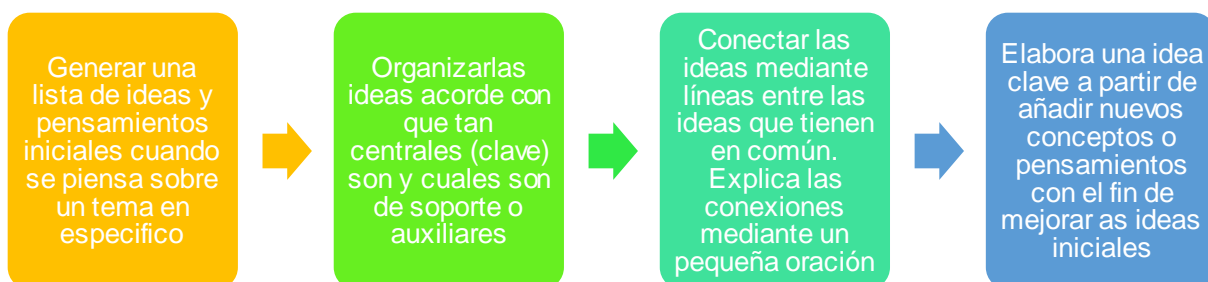 Generar una
lista de ideas y
pensamientos
iniciales cuando
se piensa sobre
un tema en
especifico
Organizarlas
ideas acorde con
que tan
centrales (clave)
son y cuales son
de soporte o
auxiliares
Conectar las
ideas mediante
líneas entre las
ideas que tienen
en común.
Explica las
conexiones
mediante un
pequeña oración
Elabora una idea
clave a partir de
añadir nuevos
conceptos o
pensamientos
con el fin de
mejorar as ideas
iniciales